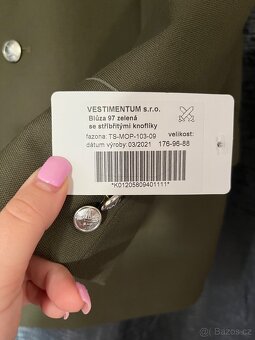 VESTIMENTUM s.r.o.
Blůza 97 zelená
se stříbřitými knoflíky
fazona: TS-MOP-103-09 velikost:
dátum výroby 03/2021 176-96-88
*K01205809401111*
Bazos.cz